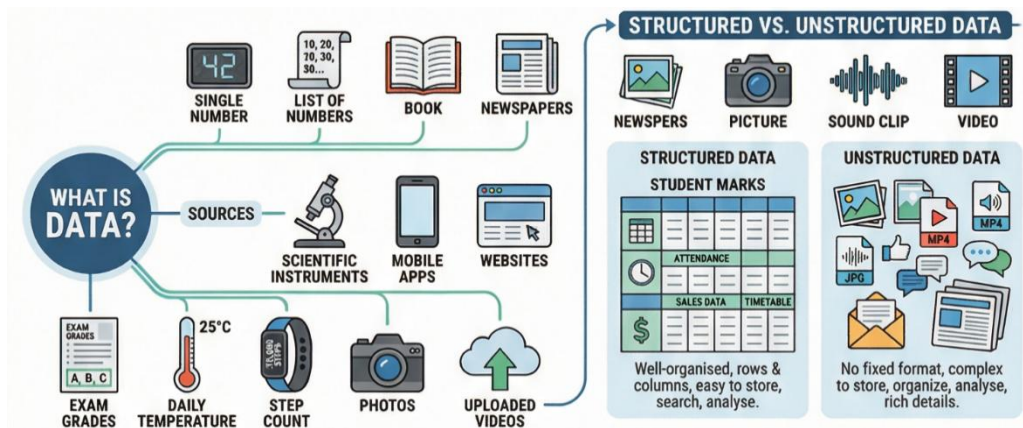 42
SINGLE
NUMBER
10, 20,
70, 30,
30...
LIST OF
NUMBERS
BOOK
NEWSPAPERS
WHAT IS
DATA?
SOURCES
SCIENTIFIC
INSTRUMENTS
MOBILE
APPS
WEBSITES
EXAM
GRADES
A, B, C
EXAM
GRADES
25°C
DAILY
TEMPERATURE
STEPS
STEP
COUNT
PHOTOS
UPLOADED
VIDEOS
STRUCTURED VS. UNSTRUCTURED DATA
NEWSPERS
PICTURE
SOUND CLIP
VIDEO
STRUCTURED DATA
STUDENT MARKS
ATTENDANCE
SALES DATA
TIMETABLE
$
Well-organised, rows &
columns, easy to store,
search, analyse.
UNSTRUCTURED DATA
MP4
MP4
JPG
No fixed format, complex
to store, organize, analyse,
rich details.